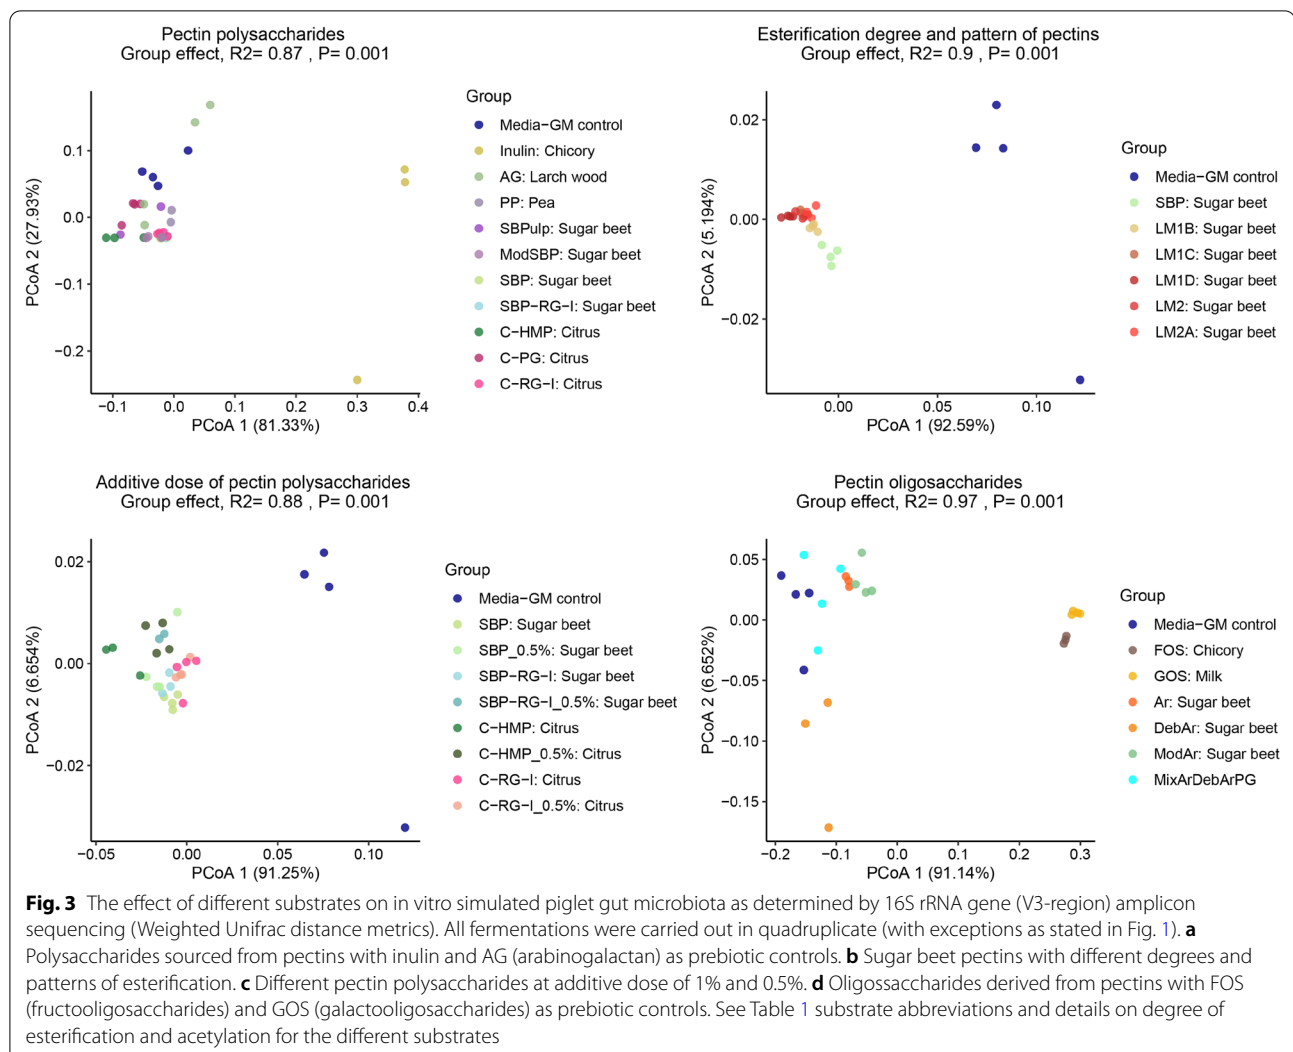 Pectin polysaccharides
Group effect, R2= 0.87 , P= 0.001
PCoA 2 (27.93%)
0.1
0.0
−0.1
−0.2
−0.1 0.0 0.1 0.2 0.3 0.4
PCoA 1 (81.33%)
Group
Media−GM control
Inulin: Chicory
AG: Larch wood
PP: Pea
SBPulp: Sugar beet
ModSBP: Sugar beet
SBP: Sugar beet
SBP−RG−I: Sugar beet
C−HMP: Citrus
C−PG: Citrus
C−RG−I: Citrus
Esterification degree and pattern of pectins
Group effect, R2= 0.9 , P= 0.001
PCoA 2 (5.194%)
0.02
0.00
−0.02
0.00 0.05 0.10
PCoA 1 (92.59%)
Group
Media−GM control
SBP: Sugar beet
LM1B: Sugar beet
LM1C: Sugar beet
LM1D: Sugar beet
LM2: Sugar beet
LM2A: Sugar beet
Additive dose of pectin polysaccharides
Group effect, R2= 0.88 , P= 0.001
PCoA 2 (6.654%)
0.02
0.00
−0.02
−0.05 0.00 0.05 0.10
PCoA 1 (91.25%)
Group
Media−GM control
SBP: Sugar beet
SBP_0.5%: Sugar beet
SBP−RG−I: Sugar beet
SBP−RG−I_0.5%: Sugar beet
C−HMP: Citrus
C−HMP_0.5%: Citrus
C−RG−I: Citrus
C−RG−I_0.5%: Citrus
Pectin oligosaccharides
Group effect, R2= 0.97 , P= 0.001
PCoA 2 (6.652%)
0.05
0.00
−0.05
−0.10
−0.15
−0.2 −0.1 0.0 0.1 0.2 0.3
PCoA 1 (91.14%)
Group
Media−GM control
FOS: Chicory
GOS: Milk
Ar: Sugar beet
DebAr: Sugar beet
ModAr: Sugar beet
MixArDebArPG
Fig. 3 The effect of different substrates on in vitro simulated piglet gut microbiota as determined by 16S rRNA gene (V3-region) amplicon
sequencing (Weighted Unifrac distance metrics). All fermentations were carried out in quadruplicate (with exceptions as stated in Fig. 1). a
Polysaccharides sourced from pectins with inulin and AG (arabinogalactan) as prebiotic controls. b Sugar beet pectins with different degrees and
patterns of esterification. c Different pectin polysaccharides at additive dose of 1% and 0.5%. d Oligossaccharides derived from pectins with FOS
(fructooligosaccharides) and GOS (galactooligosaccharides) as prebiotic controls. See Table 1 substrate abbreviations and details on degree of
esterification and acetylation for the different substrates